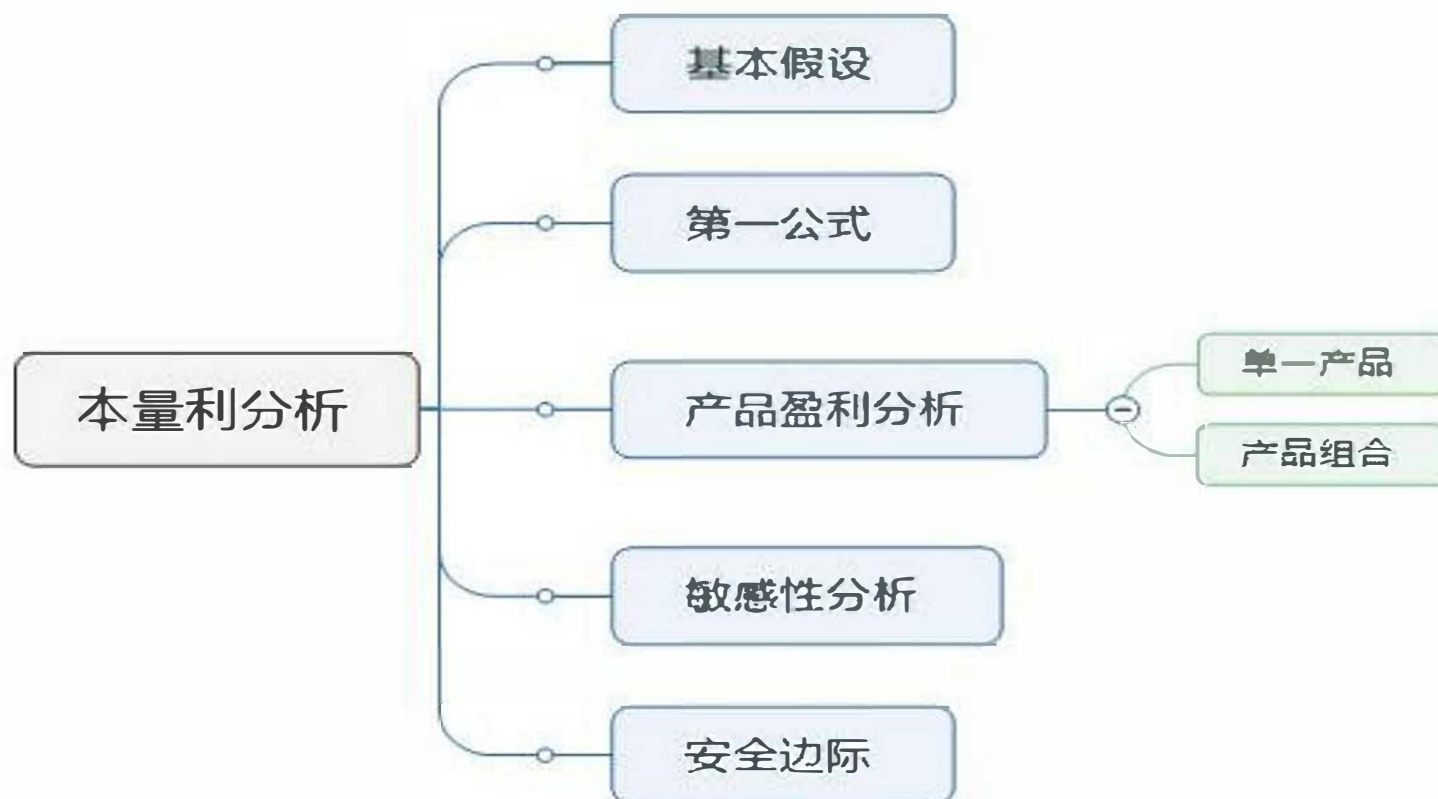 本量利分析
基本假设
第一公式
产品盈利分析
单一产品
产品组合
敏感性分析
安全边际